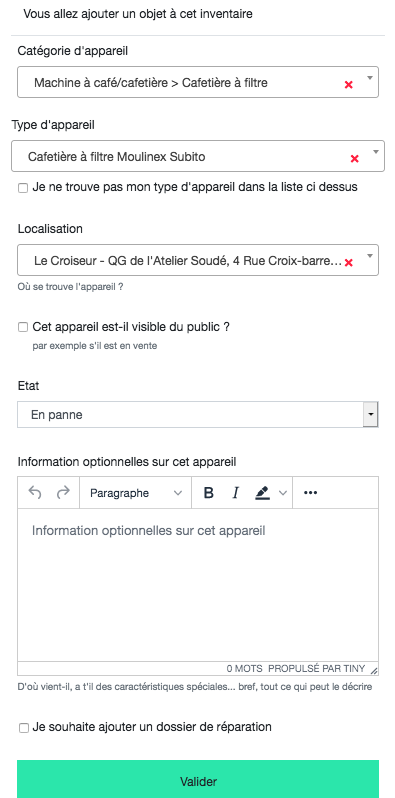 Vous allez ajouter un objet à cet inventaire
Catégorie d'appareil
Machine à café/cafetière > Cafetière à filtre
Type d'appareil
Cafetière à filtre Moulinex Subito
Je ne trouve pas mon type d'appareil dans la liste ci dessus
Localisation
Le Croiseur - QG de l'Atelier Soudé, 4 Rue Croix-barre...
Où se trouve l'appareil ?
Cet appareil est-il visible du public ?
par exemple s'il est en vente
Etat
En panne
Information optionnelles sur cet appareil
Paragraphe B I
Information optionnelles sur cet appareil
0 MOTS PROPULSÉ PAR TINY
D'où vient-il, a t'il des caractéristiques spéciales... bref, tout ce qui peut le décrire
Je souhaite ajouter un dossier de réparation
Valider